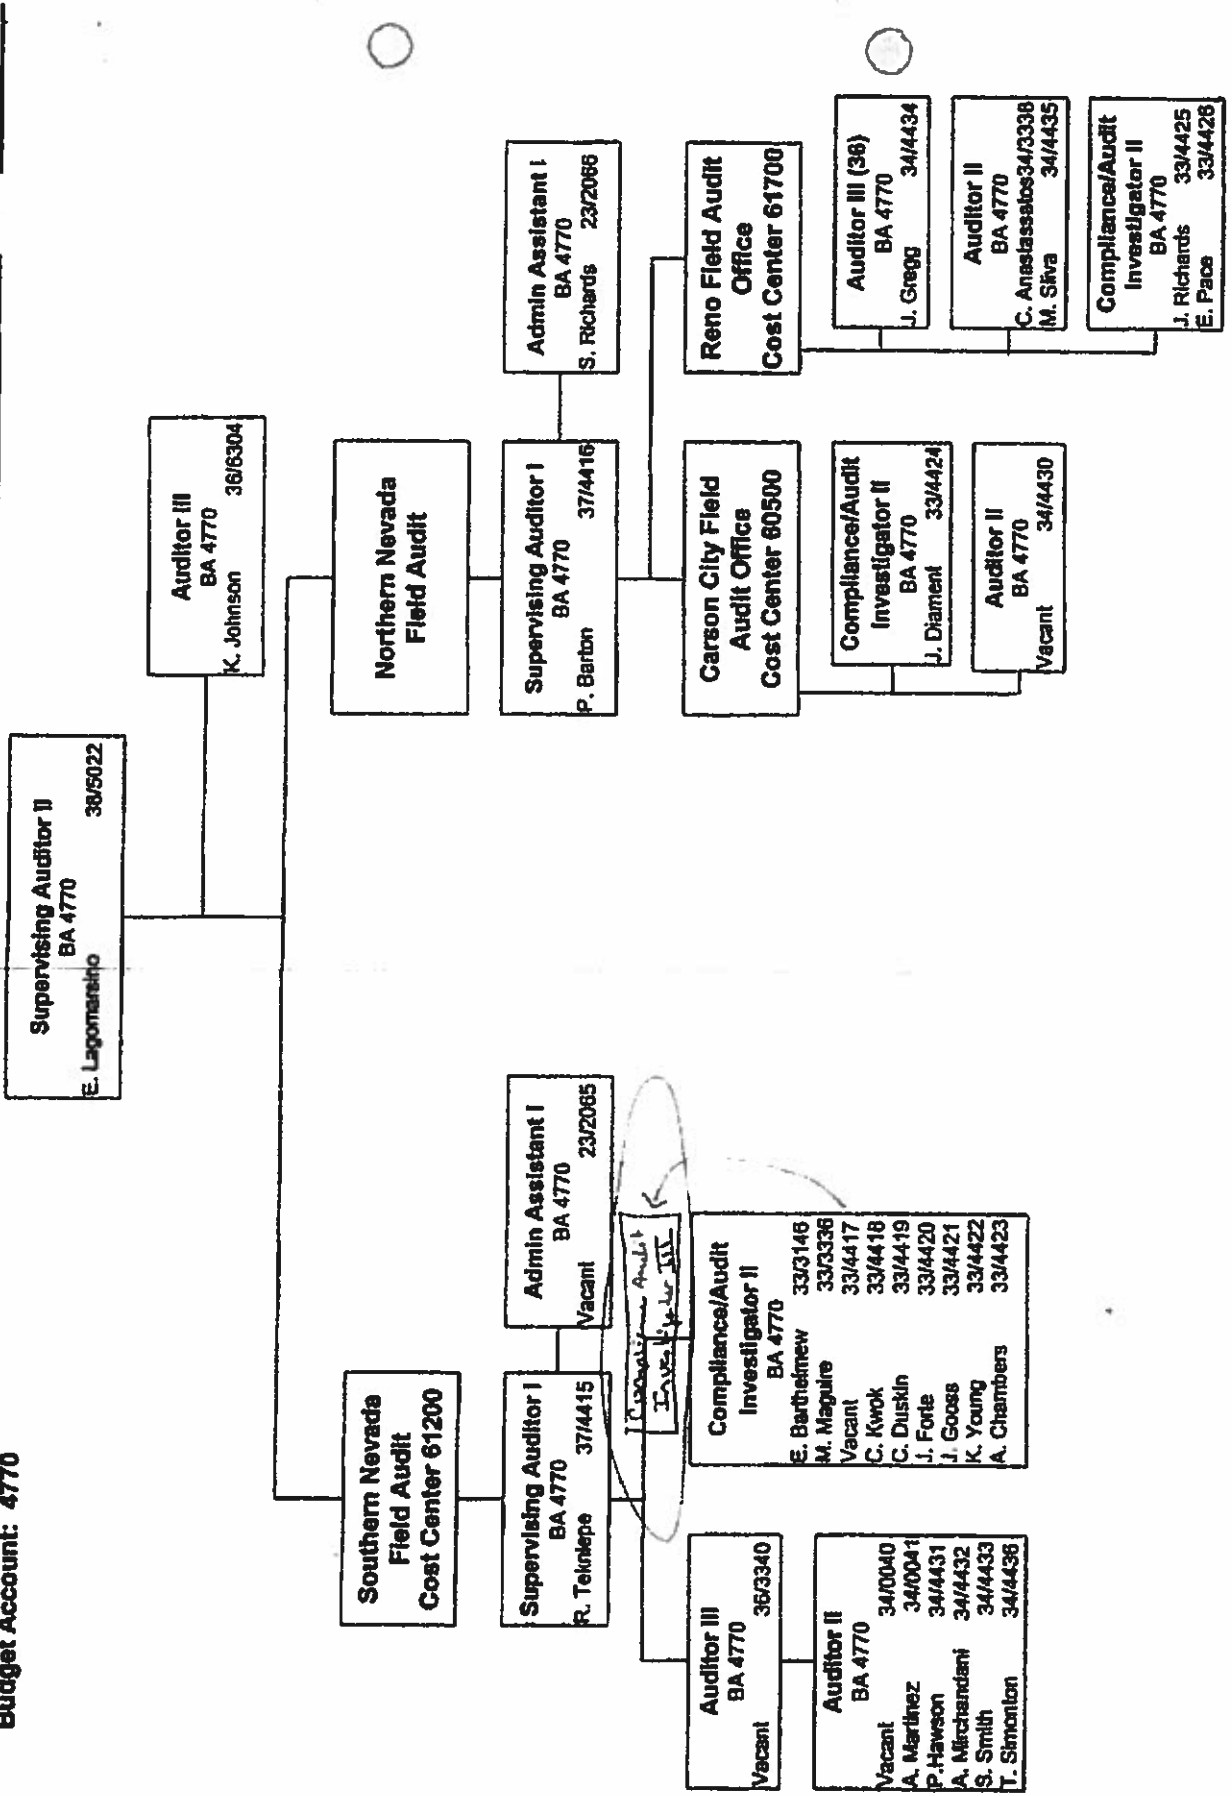 Budget Account: 4770
Supervising Auditor II
BA 4770
E. Lagomarsino 38/5022
Auditor III
BA 4770
K. Johnson 36/6304
Southern Nevada
Field Audit
Cost Center 61200
Supervising Auditor I
BA 4770
R. Tekniepe 37/4415
Admin Assistant I
BA 4770
Vacant 23/2065
Compliance Audit
Investigator III
Auditor III
BA 4770
Vacant 36/3340
Auditor II
BA 4770
Vacant 34/0040
A. Martinez 34/0041
P.Hawson 34/4431
A. Mirchandani 34/4432
S. Smith 34/4433
T. Simonton 34/4436
Compliance/Audit
Investigator II
BA 4770
E. Barthelmew 33/3146
M. Maguire 33/3336
Vacant 33/4417
C. Kwok 33/4418
C. Duskin 33/4419
J. Forte 33/4420
J. Gooss 33/4421
K. Young 33/4422
A. Chambers 33/4423
Northern Nevada
Field Audit
Supervising Auditor I
BA 4770
P. Barton 37/4416
Admin Assistant I
BA 4770
S. Richards 23/2066
Carson City Field
Audit Office
Cost Center 60500
Compliance/Audit
Investigator II
BA 4770
J. Diament 33/4424
Auditor II
BA 4770
Vacant 34/4430
Reno Field Audit
Office
Cost Center 61700
Auditor III (36)
BA 4770
J. Gregg 34/4434
Auditor II
BA 4770
C. Anastassatos34/3338
M. Silva 34/4435
Compliance/Audit
Investigator II
BA 4770
J. Richards 33/4425
E. Pace 33/4426